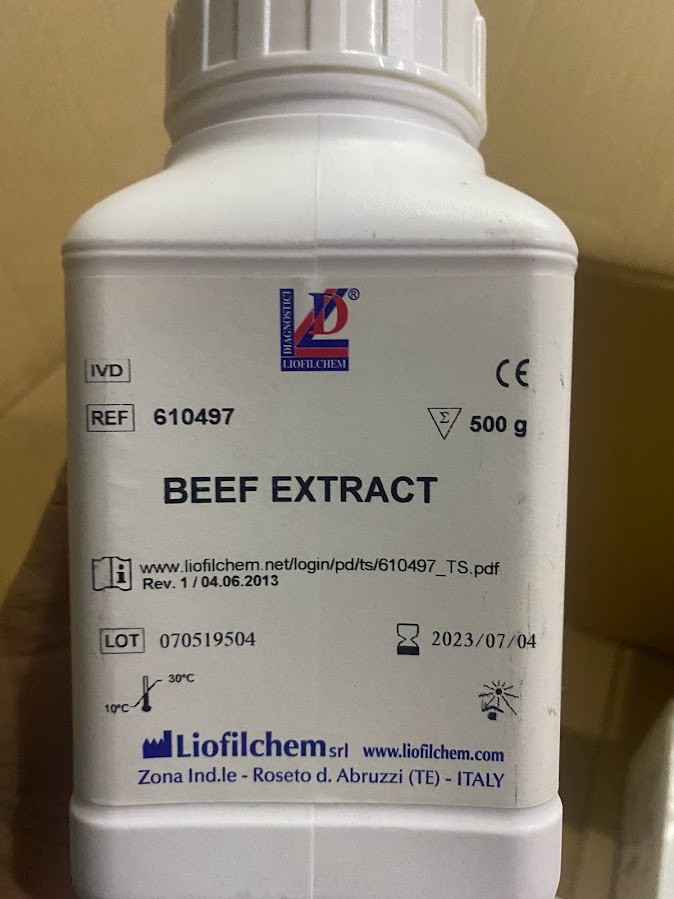 DIAGNOSTICI
LD®
LIOFILCHEM
IVD
CE
REF 610497
Σ 500 g
BEEF EXTRACT
i www.liofilchem.net/login/pd/ts/610497_TS.pdf
Rev. 1 / 04.06.2013
LOT 070519504
2023/07/04
30°C
10°C
Liofilchem srl www.liofilchem.com
Zona Ind.le - Roseto d. Abruzzi (TE) - ITALY